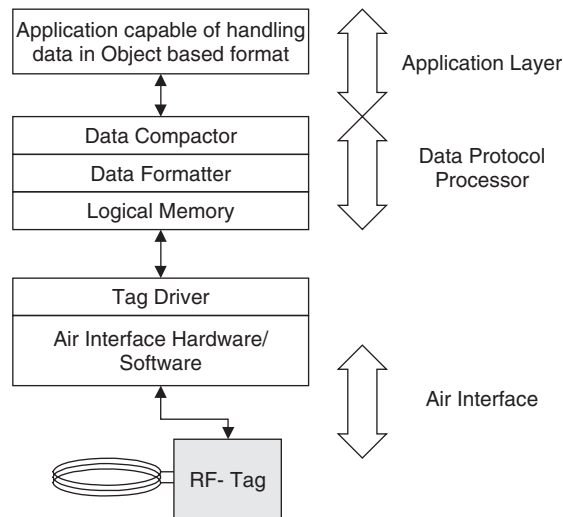 Application capable of handling
data in Object based format
Application Layer
Data Compactor
Data Formatter
Logical Memory
Data Protocol
Processor
Tag Driver
Air Interface Hardware/
Software
Air Interface
RF- Tag